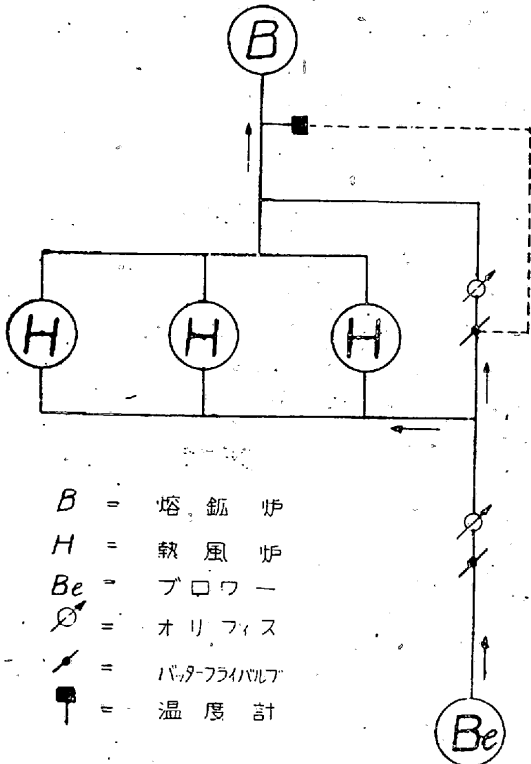 B
H H H
B = 熔鉱炉
H = 熱風炉
Be = ブロワー
= オリフィス
= バッターフライバルブ
= 温度計
Be